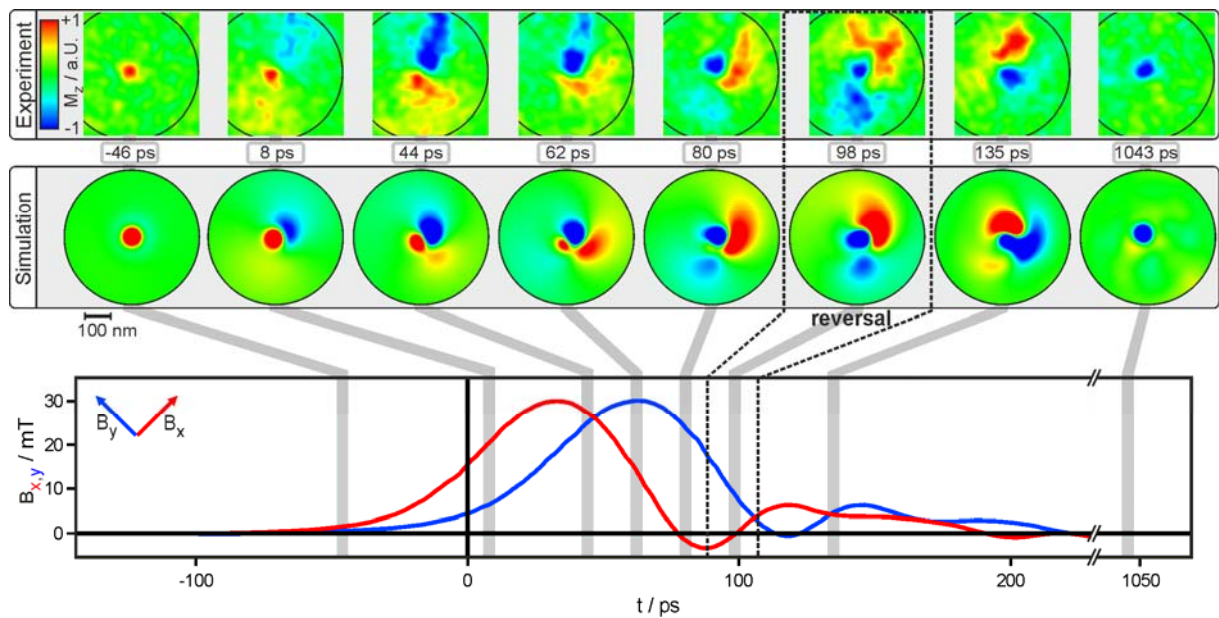 Experiment
+1
M_z / a.U.
-1
-46 ps
8 ps
44 ps
62 ps
80 ps
98 ps
135 ps
1043 ps
Simulation
100 nm
reversal
B_x,y / mT
30
20
10
0
B_y
B_x
-100
0
100
200
1050
t / ps